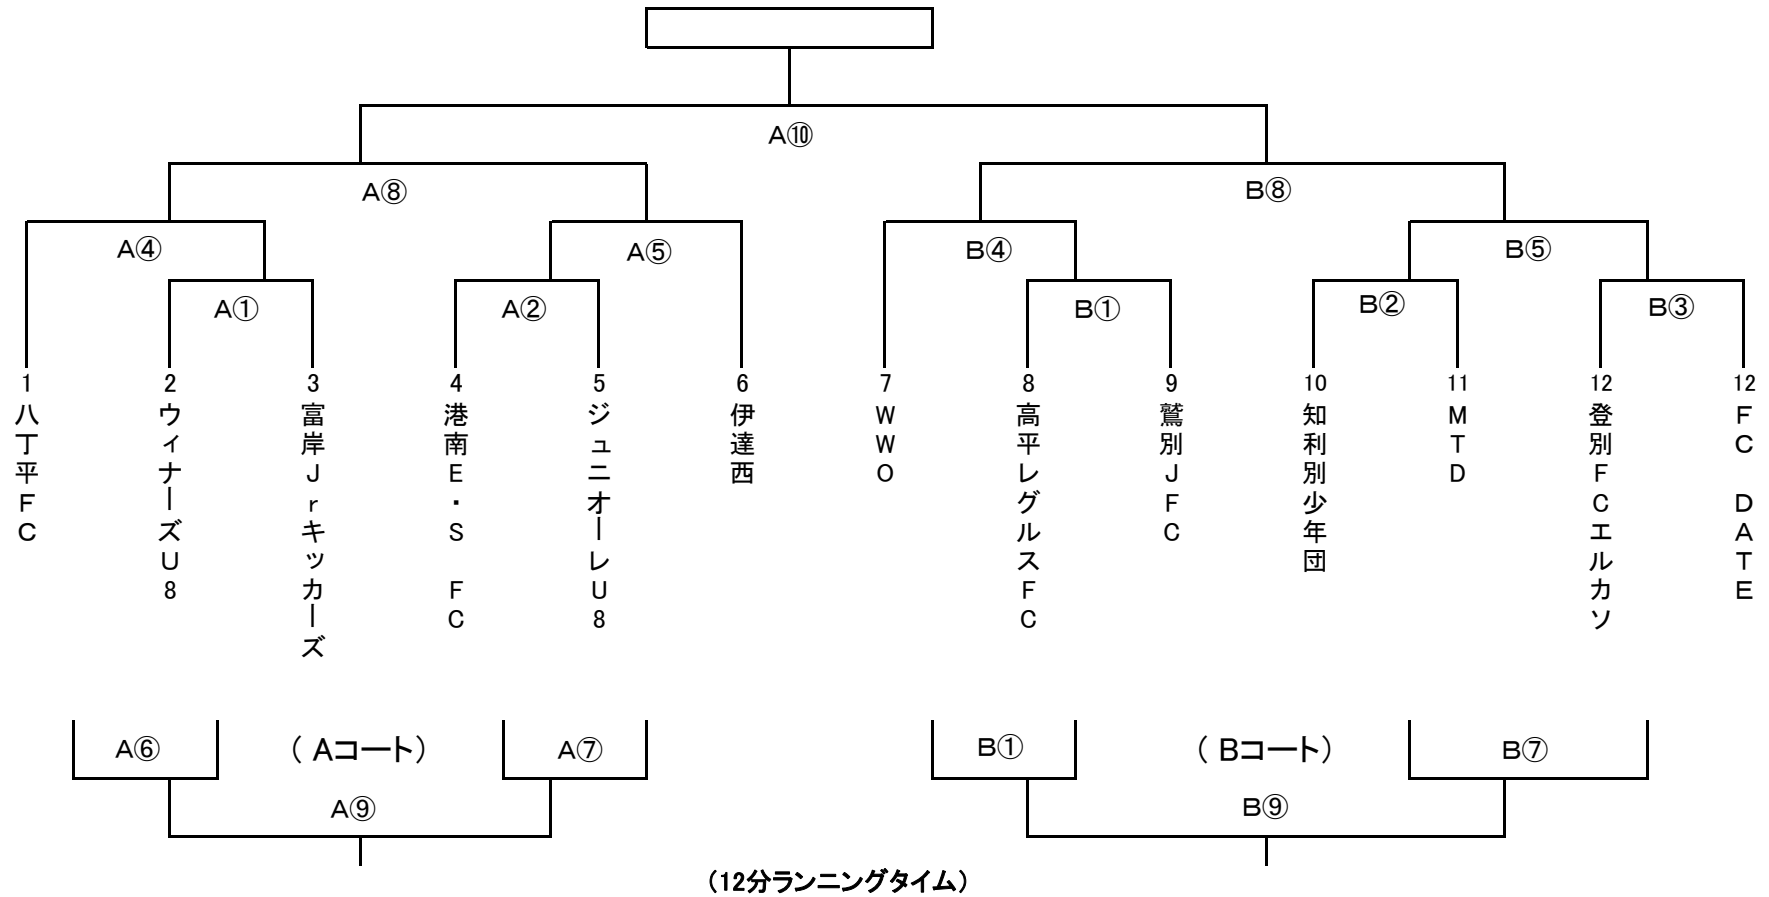 A⑩
A⑧
B⑧
A④
A⑤
B④
B⑤
A①
A②
B①
B②
B③
1
八丁平FC
2
ウィナーズU8
3
富岸Jrキッカーズ
4
港南E・S FC
5
ジュニオーレU8
6
伊達西
7
WWO
8
高平レグルスFC
9
鷲別JFC
10
知利別少年団
11
MTD
12
登別FCエルカソ
12
FC DATE
A⑥
（ Aコート）
A⑦
B①
（ Bコート）
B⑦
A⑨
B⑨
（12分ランニングタイム）